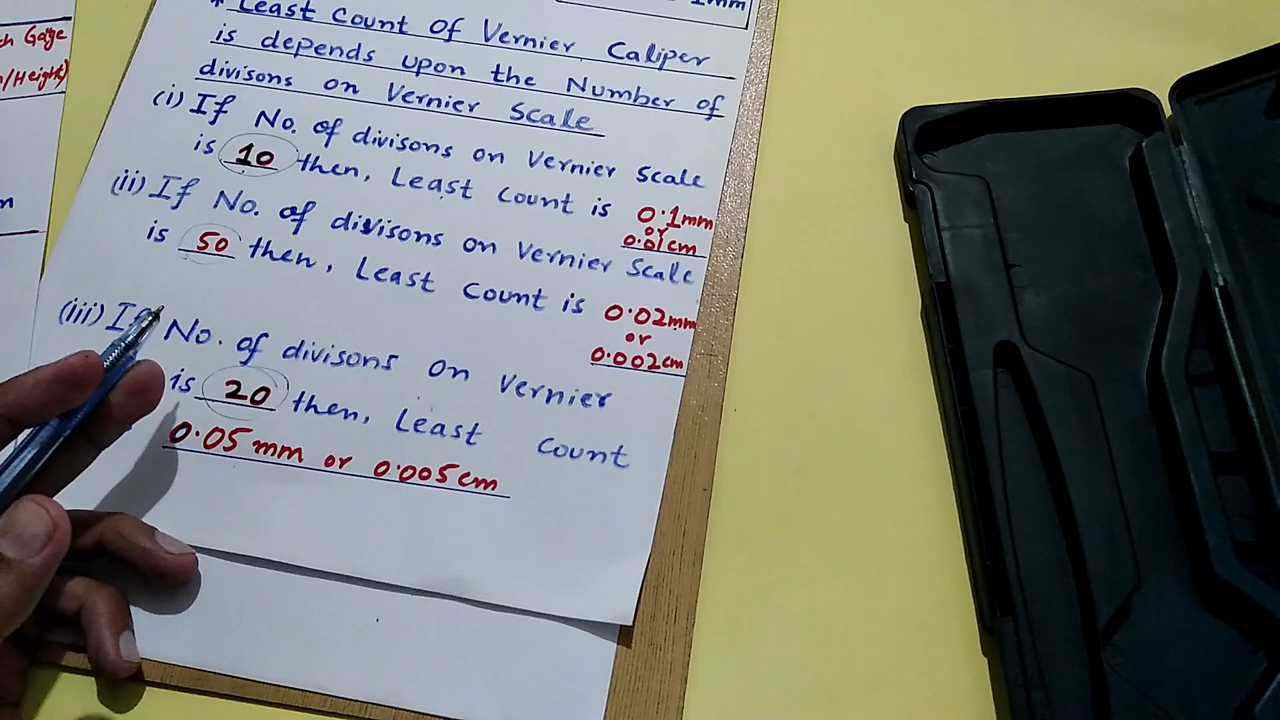 ch Gauge
n/Height)
n
1mm
* Least Count Of Vernier Caliper
is depends upon the Number of
divisons on Vernier Scale
(i) If No. of divisons on Vernier Scale
is 10 then, Least Count is 0.1mm
or
0.01cm
(ii) If No. of divisons on Vernier Scale
is 50 then, Least Count is 0.02mm
or
0.002cm
(iii) If No. of divisons on Vernier
is 20 then, Least Count
0.05mm or 0.005cm